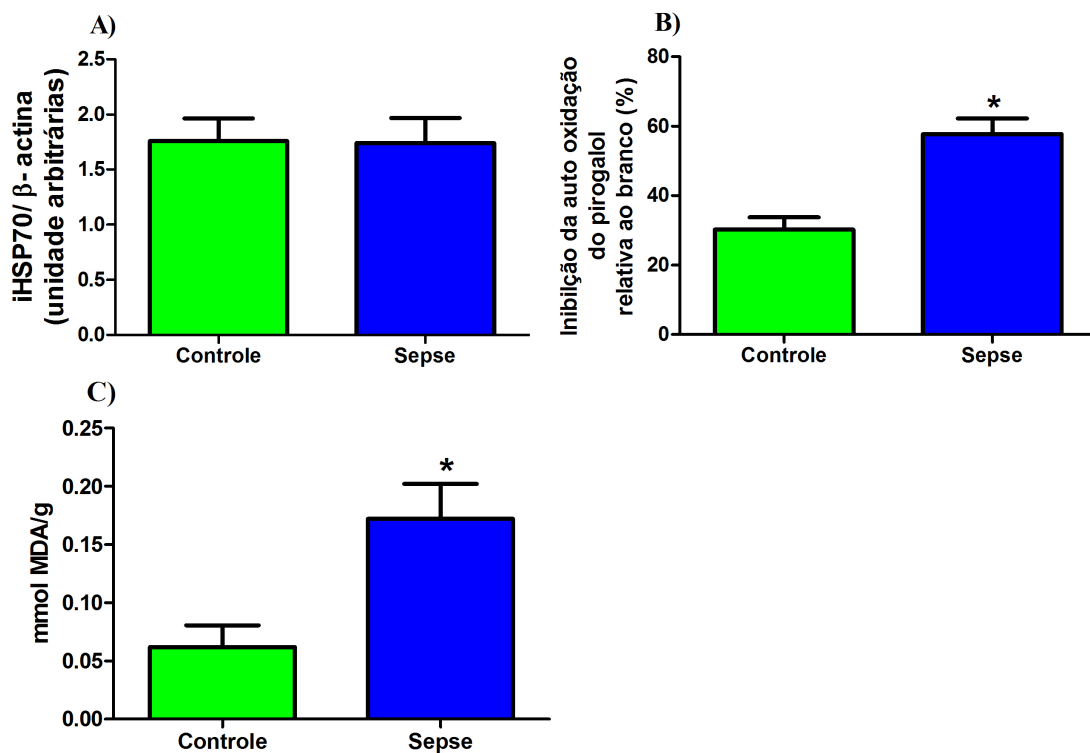 A)
iHSP70/ β- actina
(unidade arbitrárias)
2.5
2.0
1.5
1.0
0.5
0.0
Controle
Sepse
B)
Inibilção da auto oxidação
do pirogalol
relativa ao branco (%)
80
60
40
20
0
*
Controle
Sepse
C)
mmol MDA/g
0.25
0.20
0.15
0.10
0.05
0.00
*
Controle
Sepse